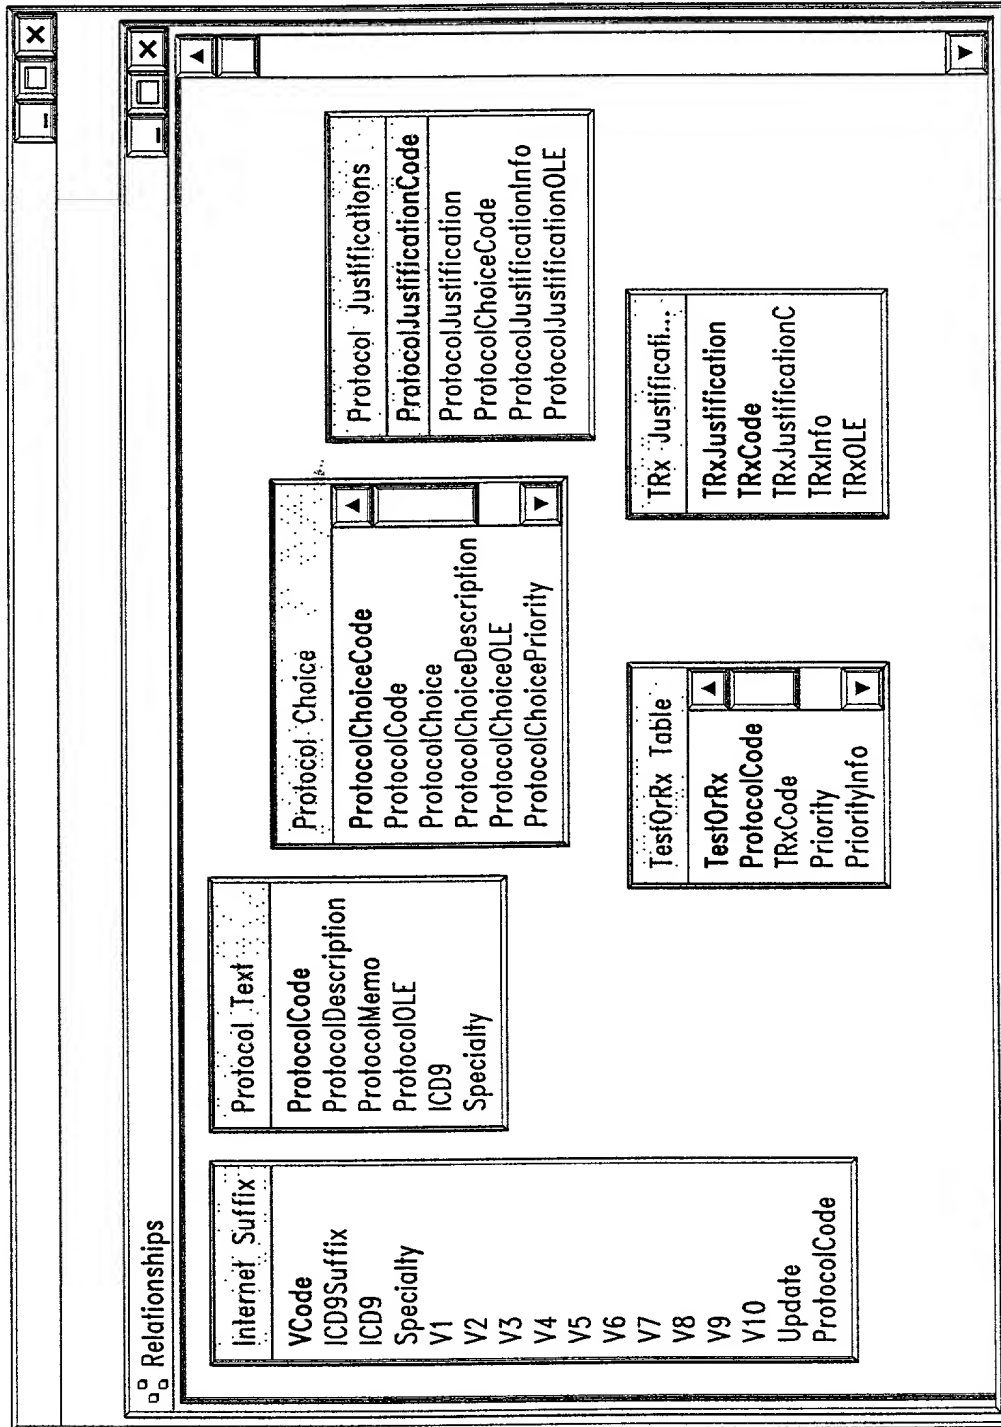 Relationships
Internet Suffix
VCode
ICD9Suffix
ICD9
Specialty
V1
V2
V3
V4
V5
V6
V7
V8
V9
V10
Update
ProtocolCode
Protocol Text
ProtocolCode
ProtocolDescription
ProtocolMemo
ProtocolOLE
ICD9
Specialty
Protocol Choice
ProtocolChoiceCode
ProtocolCode
ProtocolChoice
ProtocolChoiceDescription
ProtocolChoiceOLE
ProtocolChoicePriority
Protocol Justifications
ProtocolJustificationCode
ProtocolJustification
ProtocolChoiceCode
ProtocolJustificationInfo
ProtocolJustificationOLE
TestOrRx Table
TestOrRx
ProtocolCode
TRxCode
Priority
PriorityInfo
TRx Justificati...
TRxJustification
TRxCode
TRxJustificationC
TRxInfo
TRxOLE